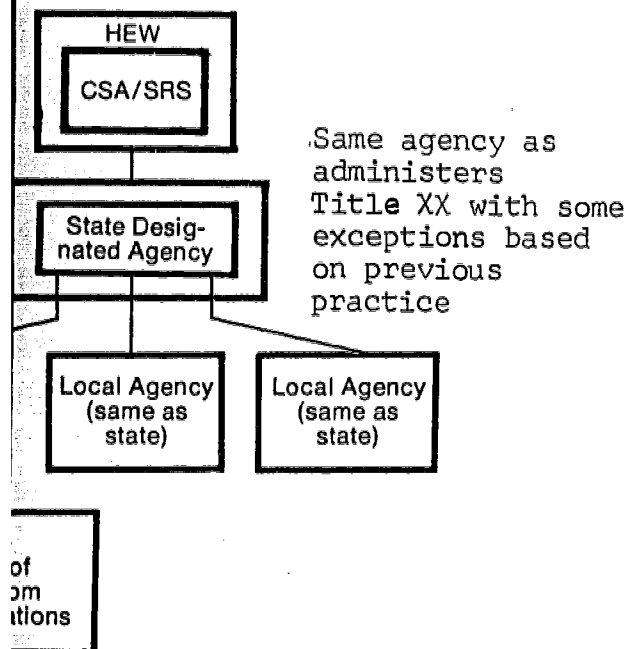 HEW
CSA/SRS
Same agency as
administers
Title XX with some
exceptions based
on previous
practice
State Desig-
nated Agency
Local Agency
(same as
state)
Local Agency
(same as
state)
of
om
ations